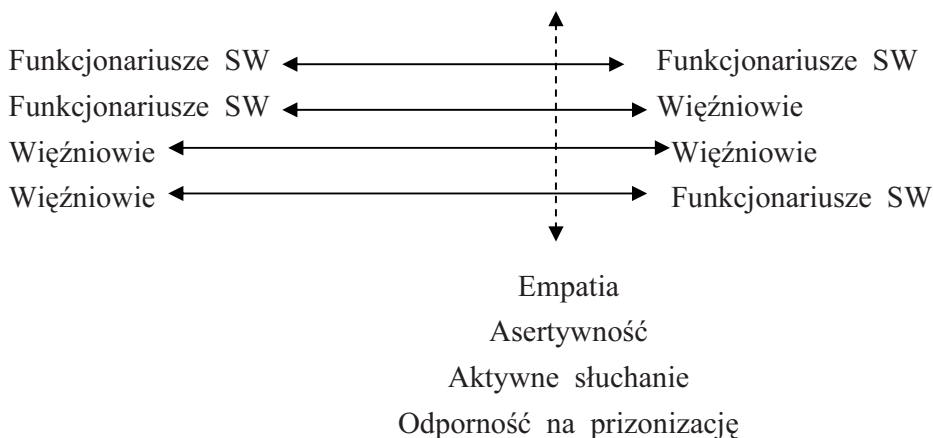 Funkcjonariusze SW Funkcjonariusze SW
Funkcjonariusze SW Więźniowie
Więźniowie Więźniowie
Więźniowie Funkcjonariusze SW
Empatia
Asertywność
Aktywne słuchanie
Odporność na prizonizację